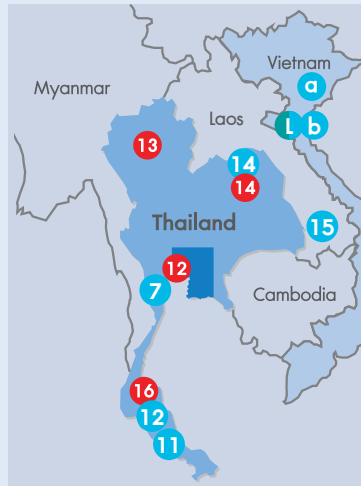 Vietnam
a
Myanmar
Laos
L b
13
14
14
Thailand
15
12
7
Cambodia
16
12
11